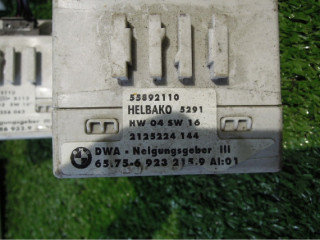 55892110
HELBAKO 5291
HW 04 SW 16
2125224 144
DWA - Neigungsgeber III
65.75-6 923 215.9 AI:01